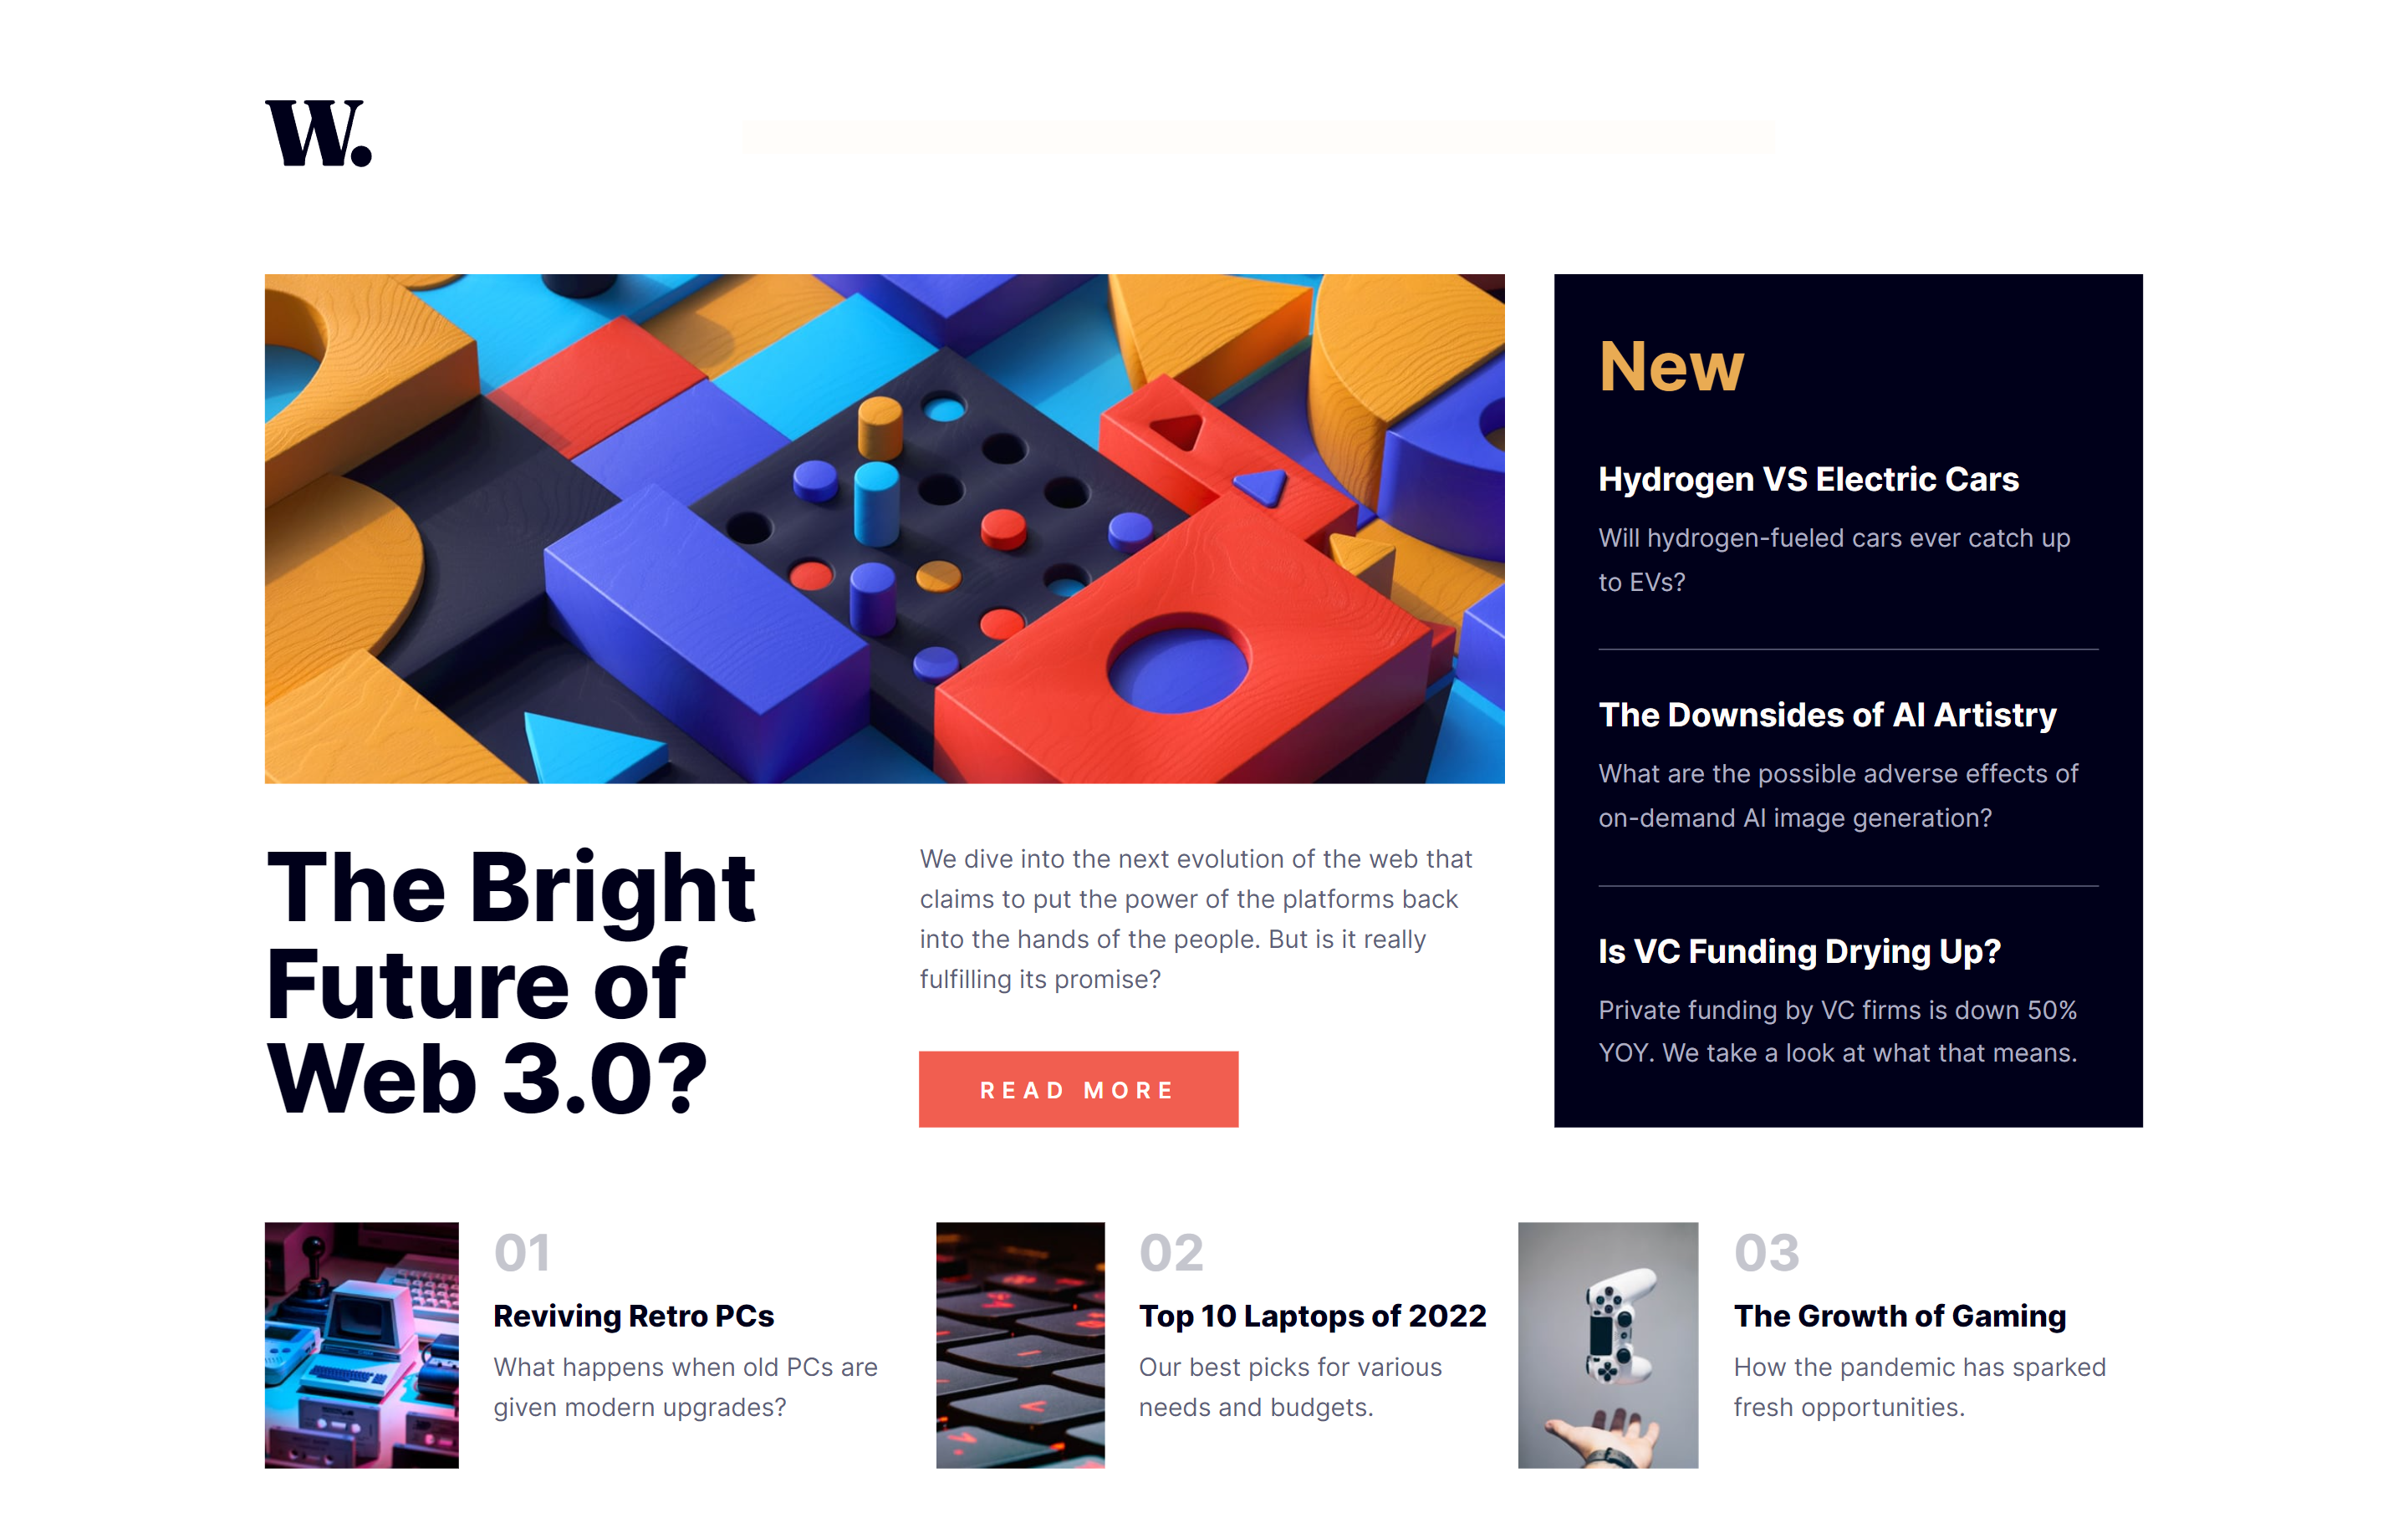 W.
New
Hydrogen VS Electric Cars
Will hydrogen-fueled cars ever catch up
to EVs?
The Downsides of AI Artistry
What are the possible adverse effects of
on-demand AI image generation?
Is VC Funding Drying Up?
Private funding by VC firms is down 50%
YOY. We take a look at what that means.
The Bright
Future of
Web 3.0?
We dive into the next evolution of the web that
claims to put the power of the platforms back
into the hands of the people. But is it really
fulfilling its promise?
READ MORE
01
Reviving Retro PCs
What happens when old PCs are
given modern upgrades?
02
Top 10 Laptops of 2022
Our best picks for various
needs and budgets.
03
The Growth of Gaming
How the pandemic has sparked
fresh opportunities.